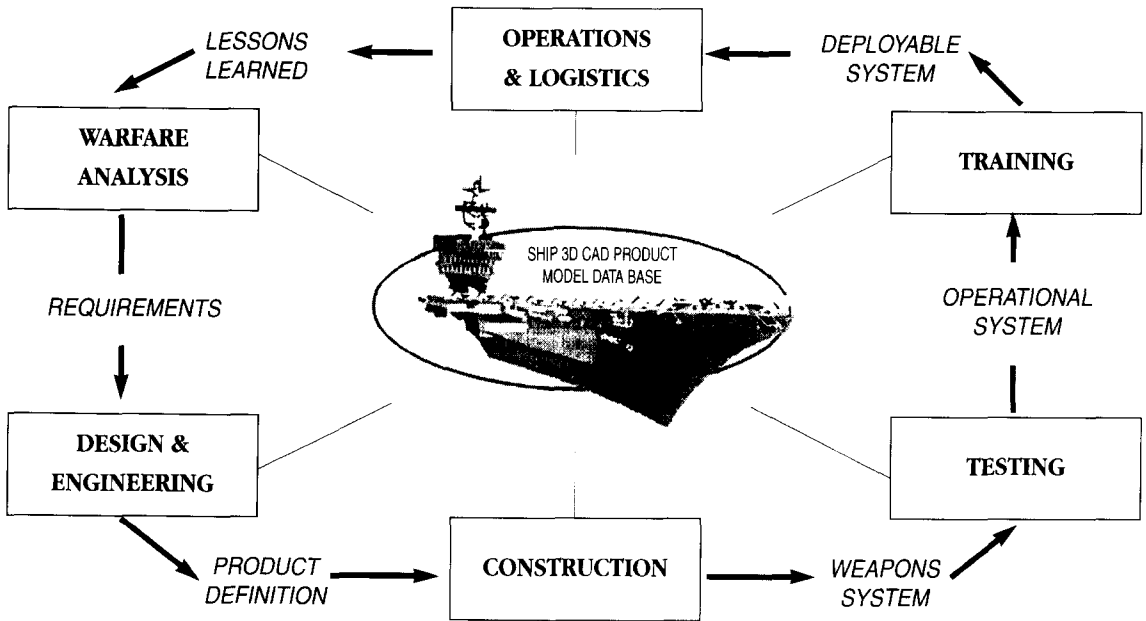 LESSONS
LEARNED
OPERATIONS
& LOGISTICS
DEPLOYABLE
SYSTEM
WARFARE
ANALYSIS
TRAINING
SHIP 3D CAD PRODUCT
MODEL DATA BASE
REQUIREMENTS
OPERATIONAL
SYSTEM
DESIGN &
ENGINEERING
TESTING
PRODUCT
DEFINITION
CONSTRUCTION
WEAPONS
SYSTEM